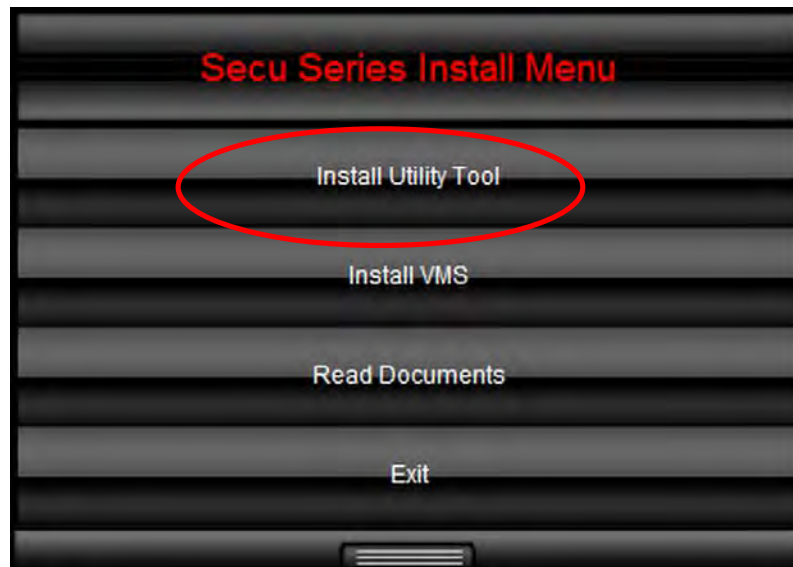 Secu Series Install Menu
Install Utility Tool
Install VMS
Read Documents
Exit